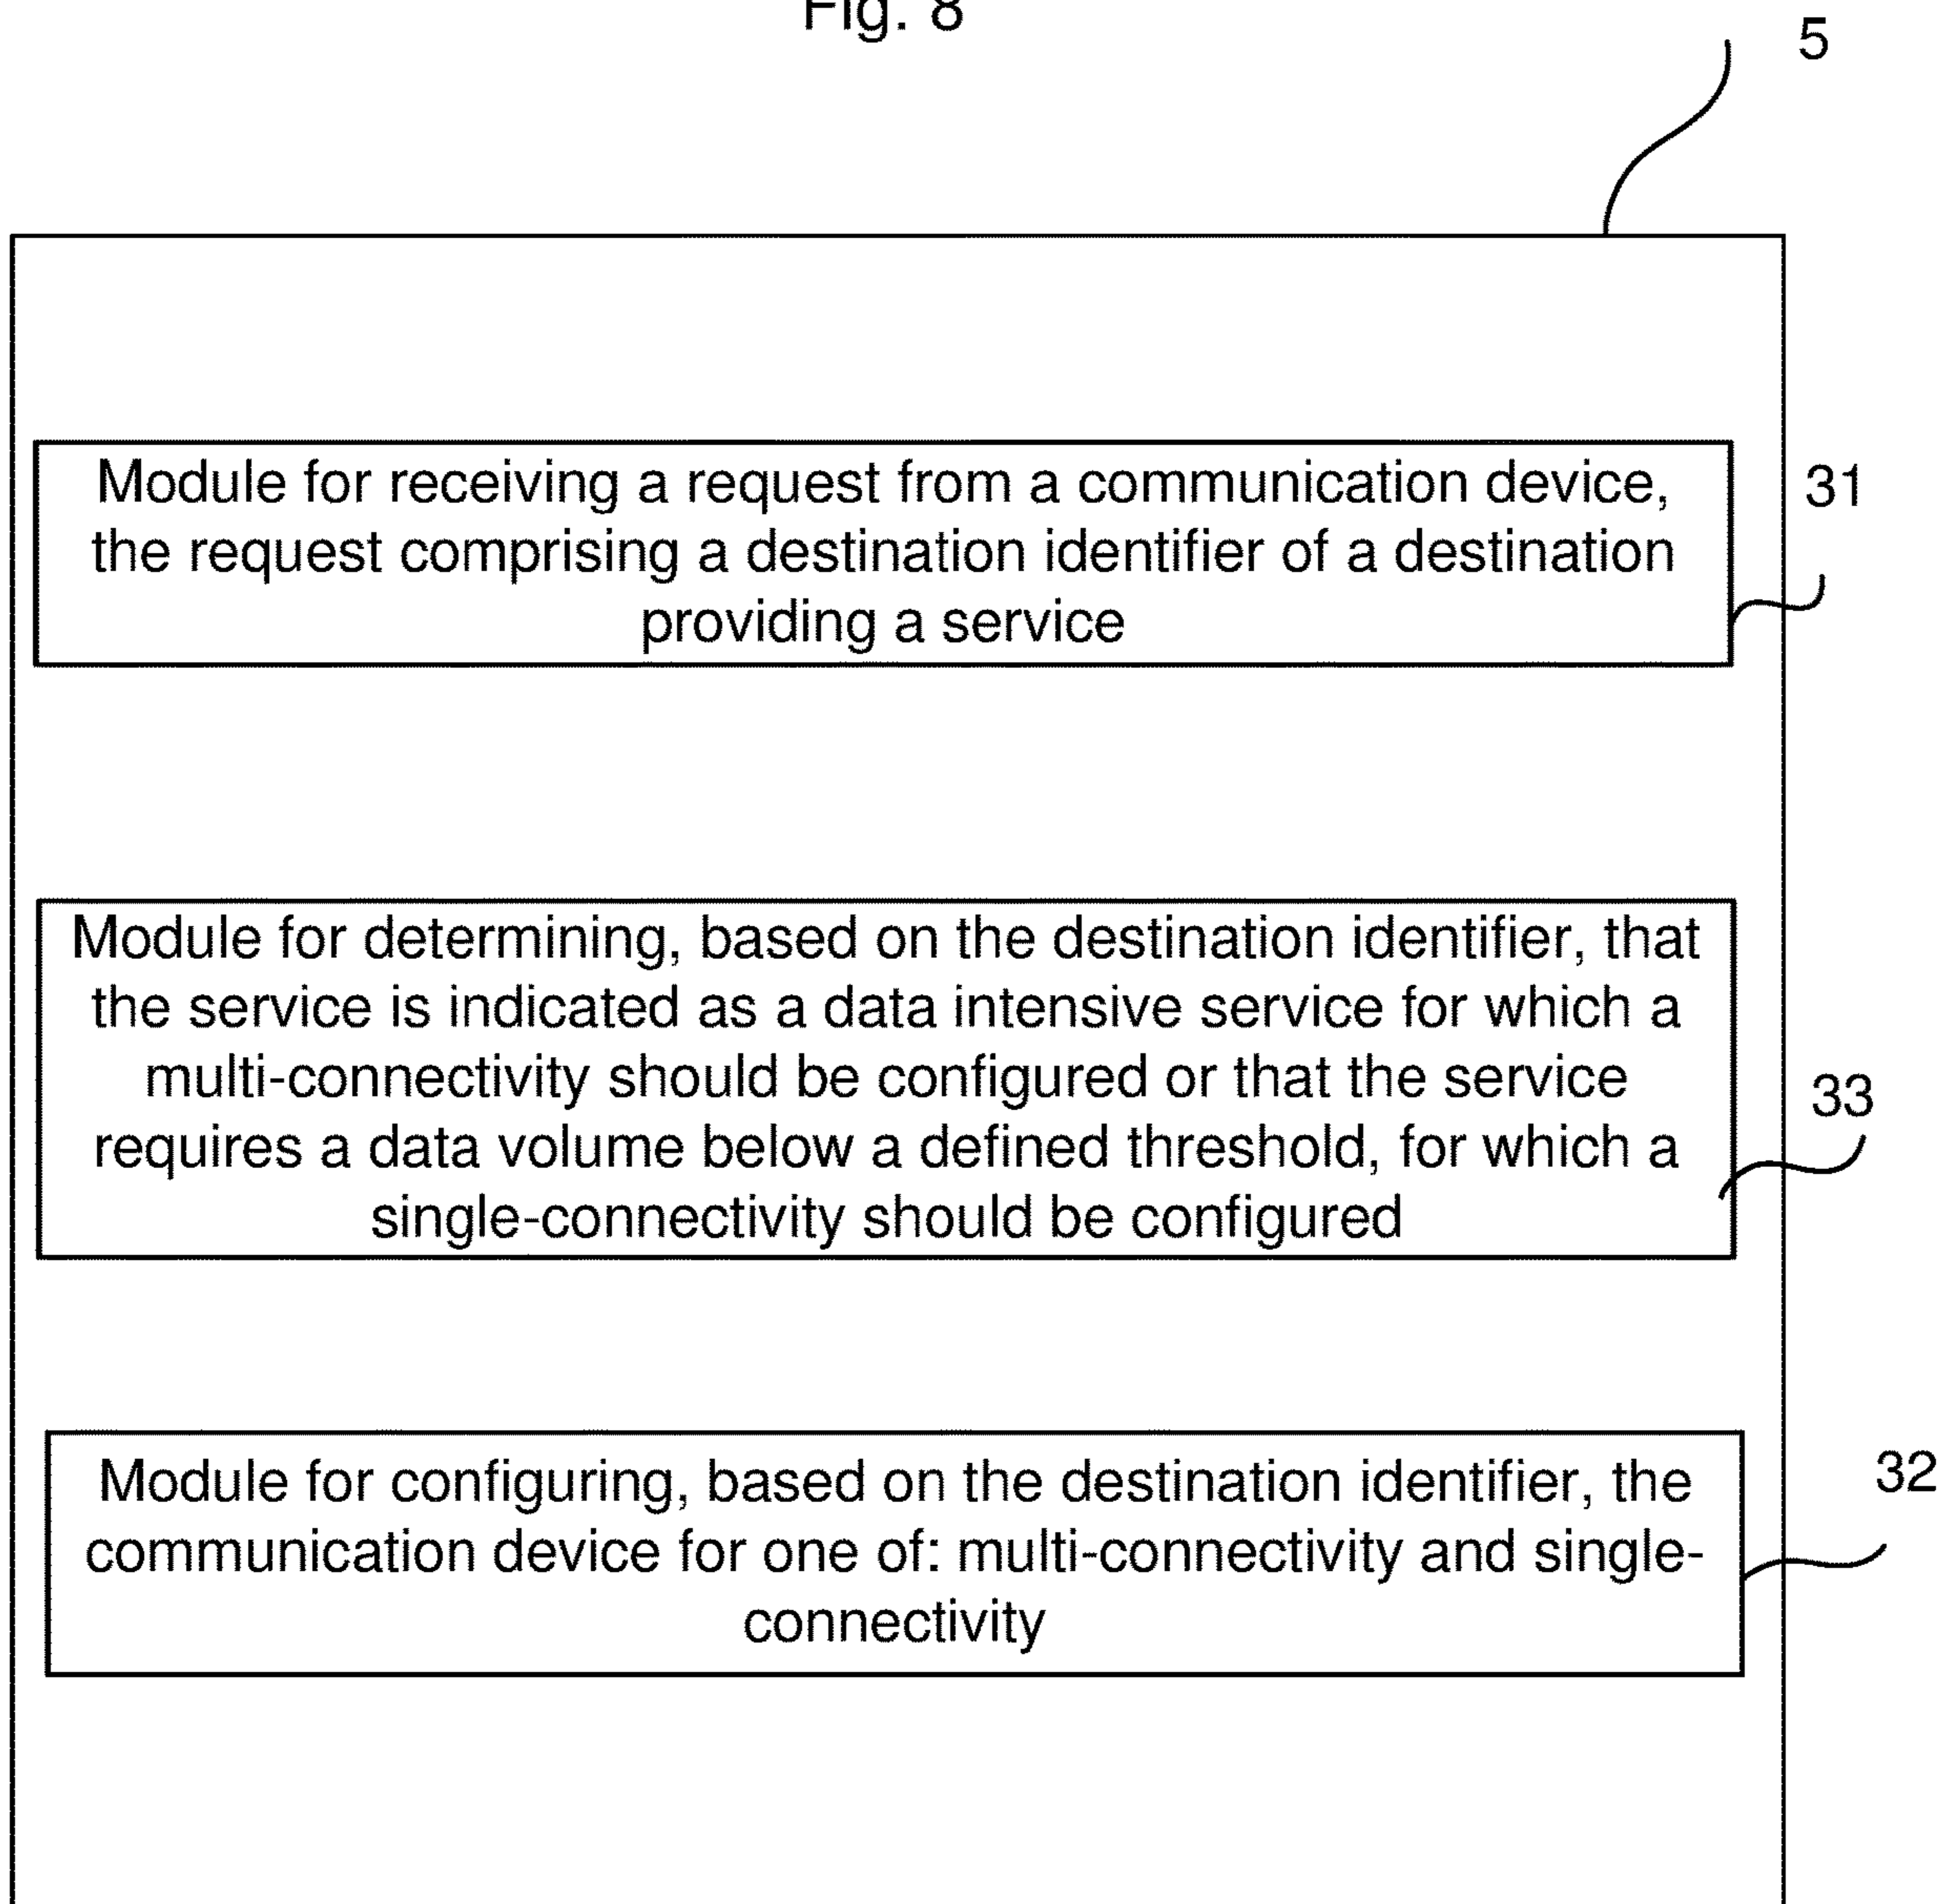 Fig. 8
5
Module for receiving a request from a communication device,
the request comprising a destination identifier of a destination
providing a service
31
Module for determining, based on the destination identifier, that
the service is indicated as a data intensive service for which a
multi-connectivity should be configured or that the service
requires a data volume below a defined threshold, for which a
single-connectivity should be configured
33
Module for configuring, based on the destination identifier, the
communication device for one of: multi-connectivity and single-
connectivity
32